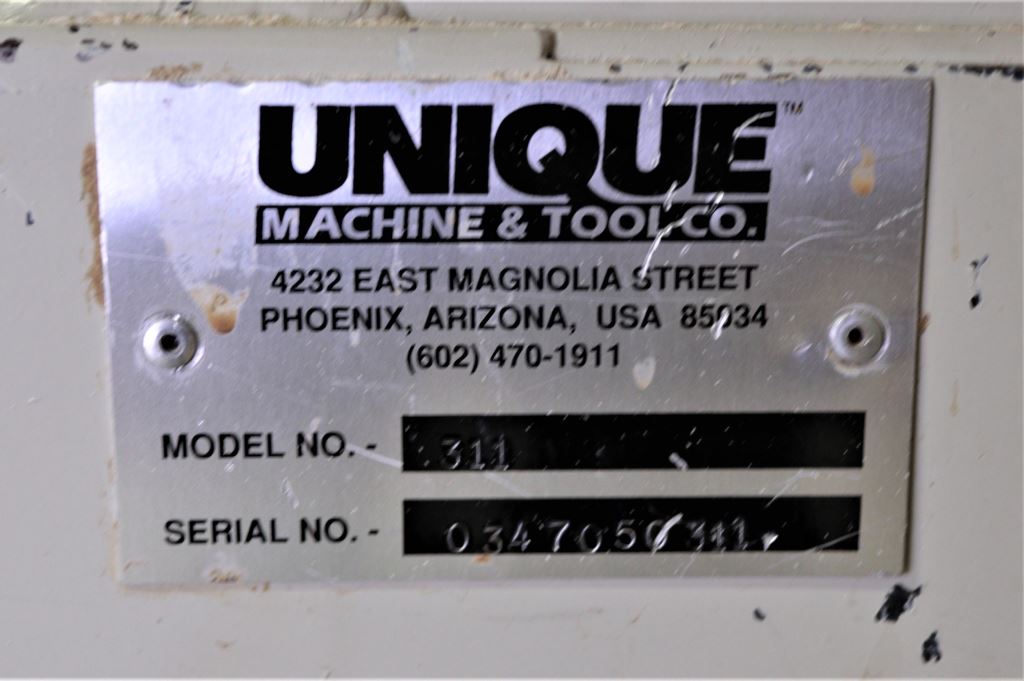 UNIQUE™
MACHINE & TOOL CO.
4232 EAST MAGNOLIA STREET
PHOENIX, ARIZONA, USA 85034
(602) 470-1911
MODEL NO. - 311
SERIAL NO. - 0347050311